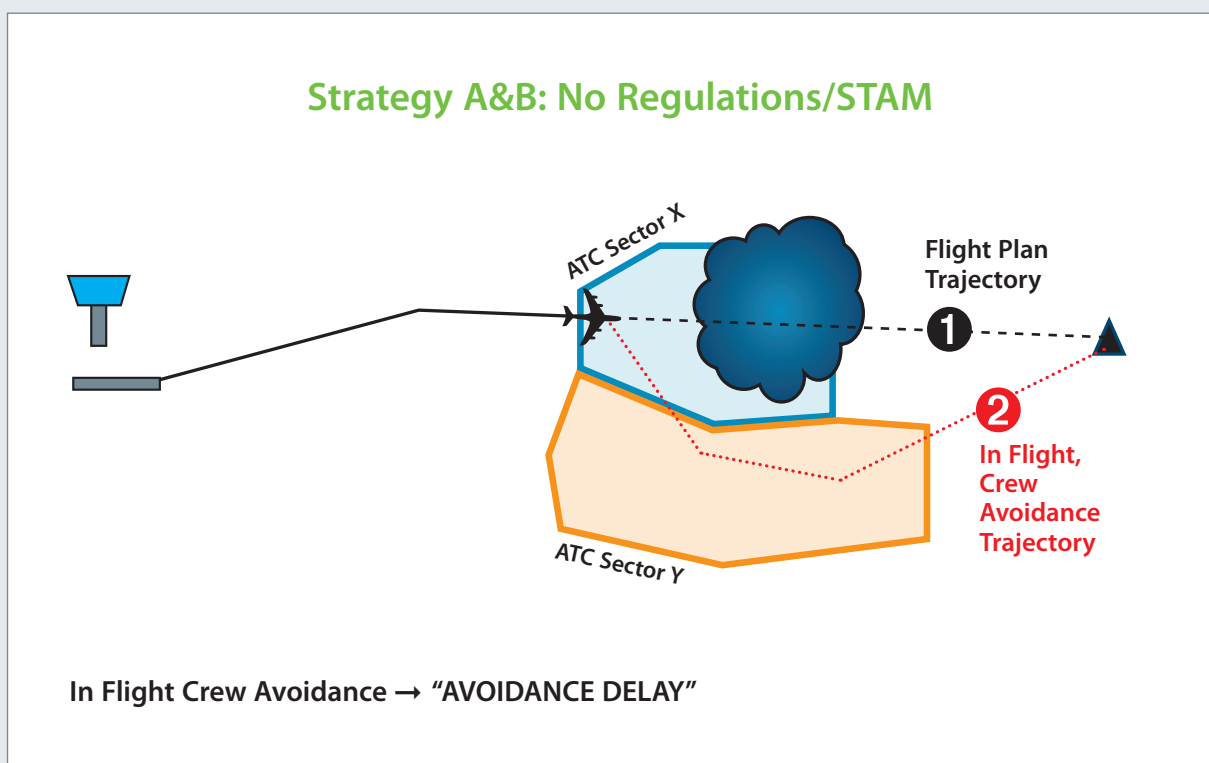 Strategy A&B: No Regulations/STAM
ATC Sector X
Flight Plan
Trajectory
1
2
In Flight,
Crew
Avoidance
Trajectory
ATC Sector Y
In Flight Crew Avoidance → “AVOIDANCE DELAY”